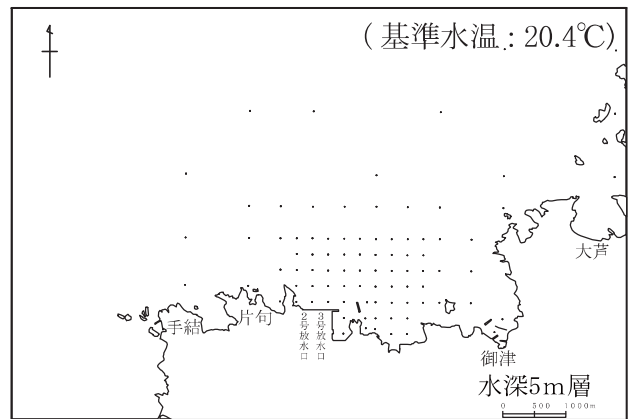 (基準水温:20.4℃)
大芦
手結
片句
2号放水口
3号放水口
御津
水深5m層
0 500 1000m